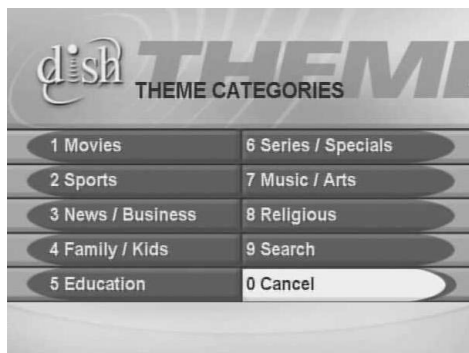 dish
THEME
THEME CATEGORIES
1 Movies
2 Sports
3 News / Business
4 Family / Kids
5 Education
6 Series / Specials
7 Music / Arts
8 Religious
9 Search
0 Cancel